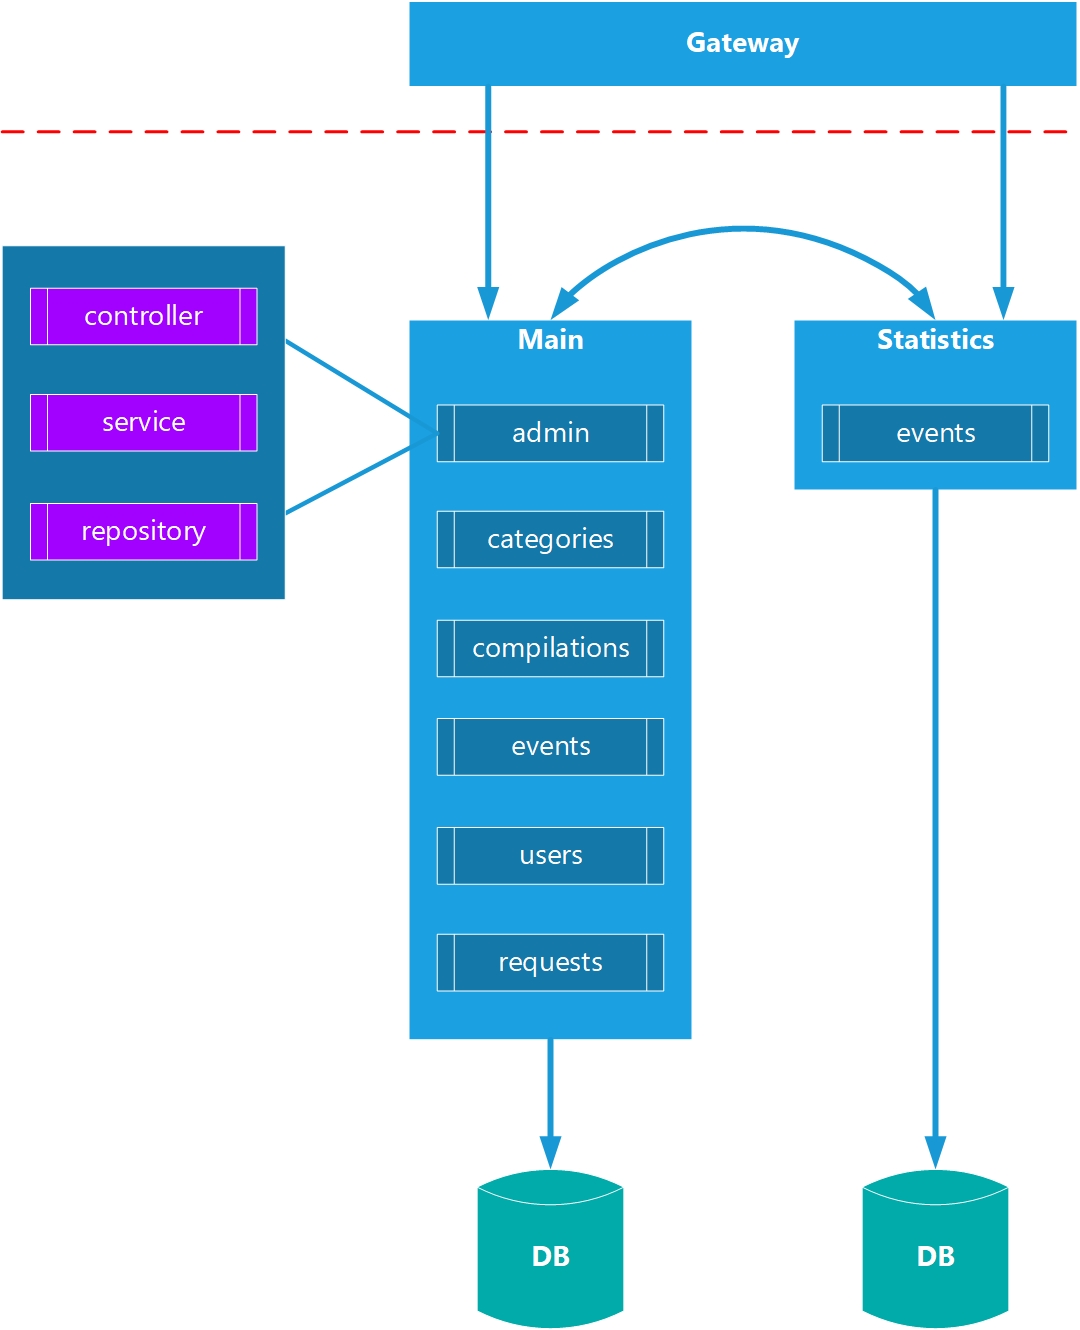 Gateway
controller
service
repository
Main
admin
categories
compilations
events
users
requests
Statistics
events
DB
DB